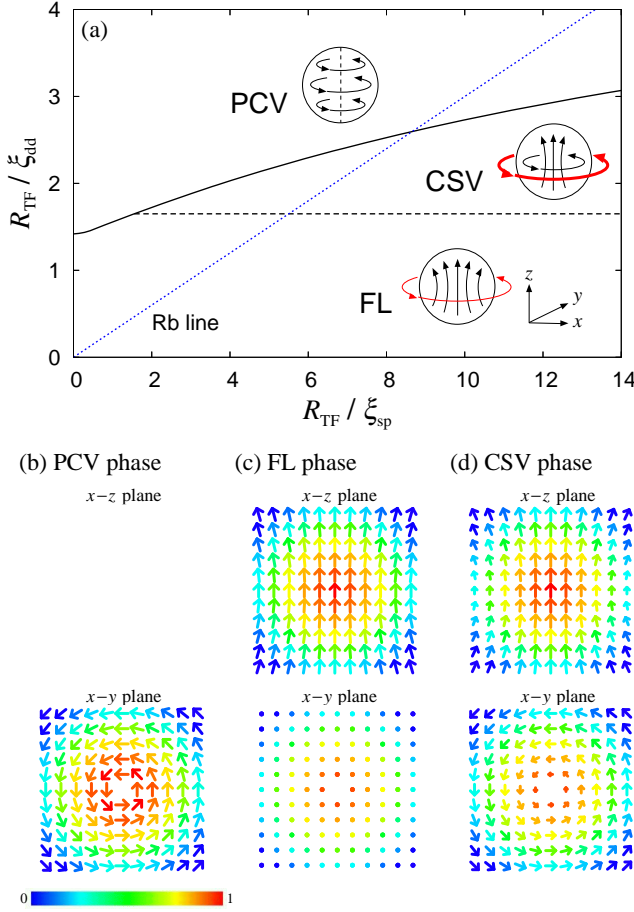 4
(a)
PCV
3
R_TF / ξ_dd
2
CSV
1
FL
z
y
x
Rb line
0
0 2 4 6 8 10 12 14
R_TF / ξ_sp
(b) PCV phase (c) FL phase (d) CSV phase
x−z plane x−z plane x−z plane
x−y plane x−y plane x−y plane
0 1